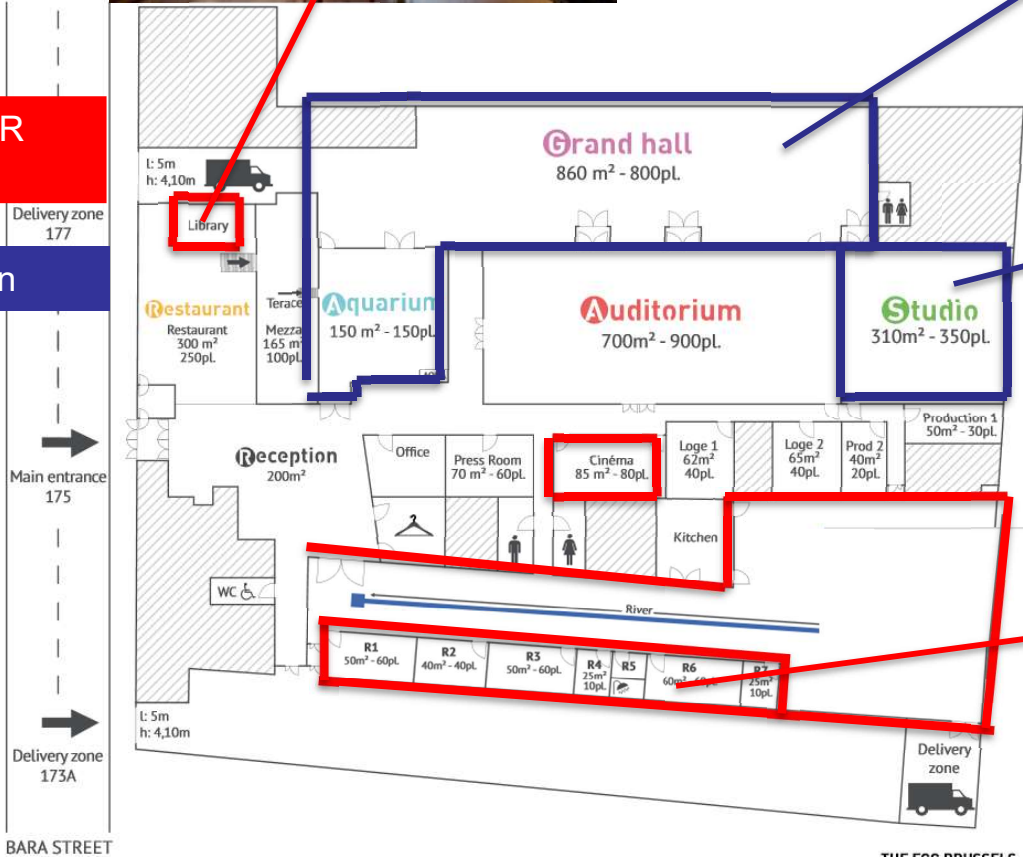 R
n
Delivery zone
177
Main entrance
175
Delivery zone
173A
BARA STREET
l: 5m
h: 4,10m
Library
Restaurant
Restaurant
300 m²
250pl.
Terace
Mezza
165 m
100pl.
Aquarium
150 m² - 150pl.
Grand hall
860 m² - 800pl.
Auditorium
700m² - 900pl.
Studio
310m² - 350pl.
Reception
200m²
Office
Press Room
70 m² - 60pl.
Cinéma
85 m² - 80pl.
Loge 1
62m²
40pl.
Loge 2
65m²
40pl.
Prod 2
40m²
20pl.
Production 1
50m² - 30pl.
Kitchen
WC
River
R1
50m² - 60pl.
R2
40m² - 40pl.
R3
50m² - 60pl.
R4
25m²
10pl.
R5
R6
60m² - 60pl.
R7
25m²
10pl.
l: 5m
h: 4,10m
Delivery
zone